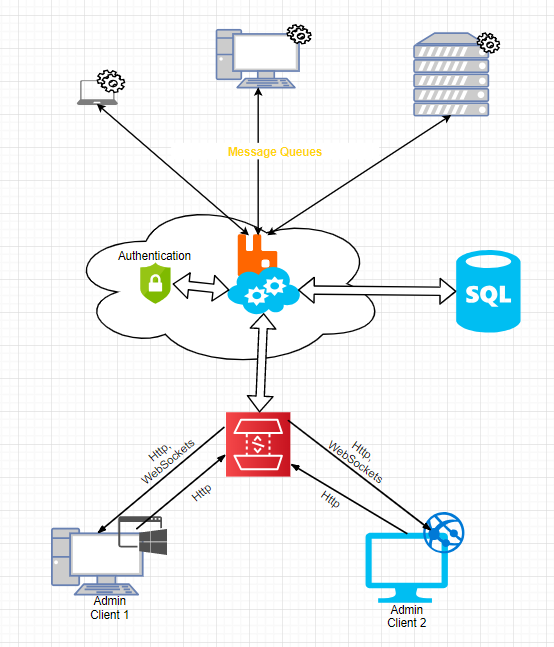 Message Queues
Authentication
SQL
Http,
WebSockets
Http
Http,
WebSockets
Http
Admin
Client 1
Admin
Client 2